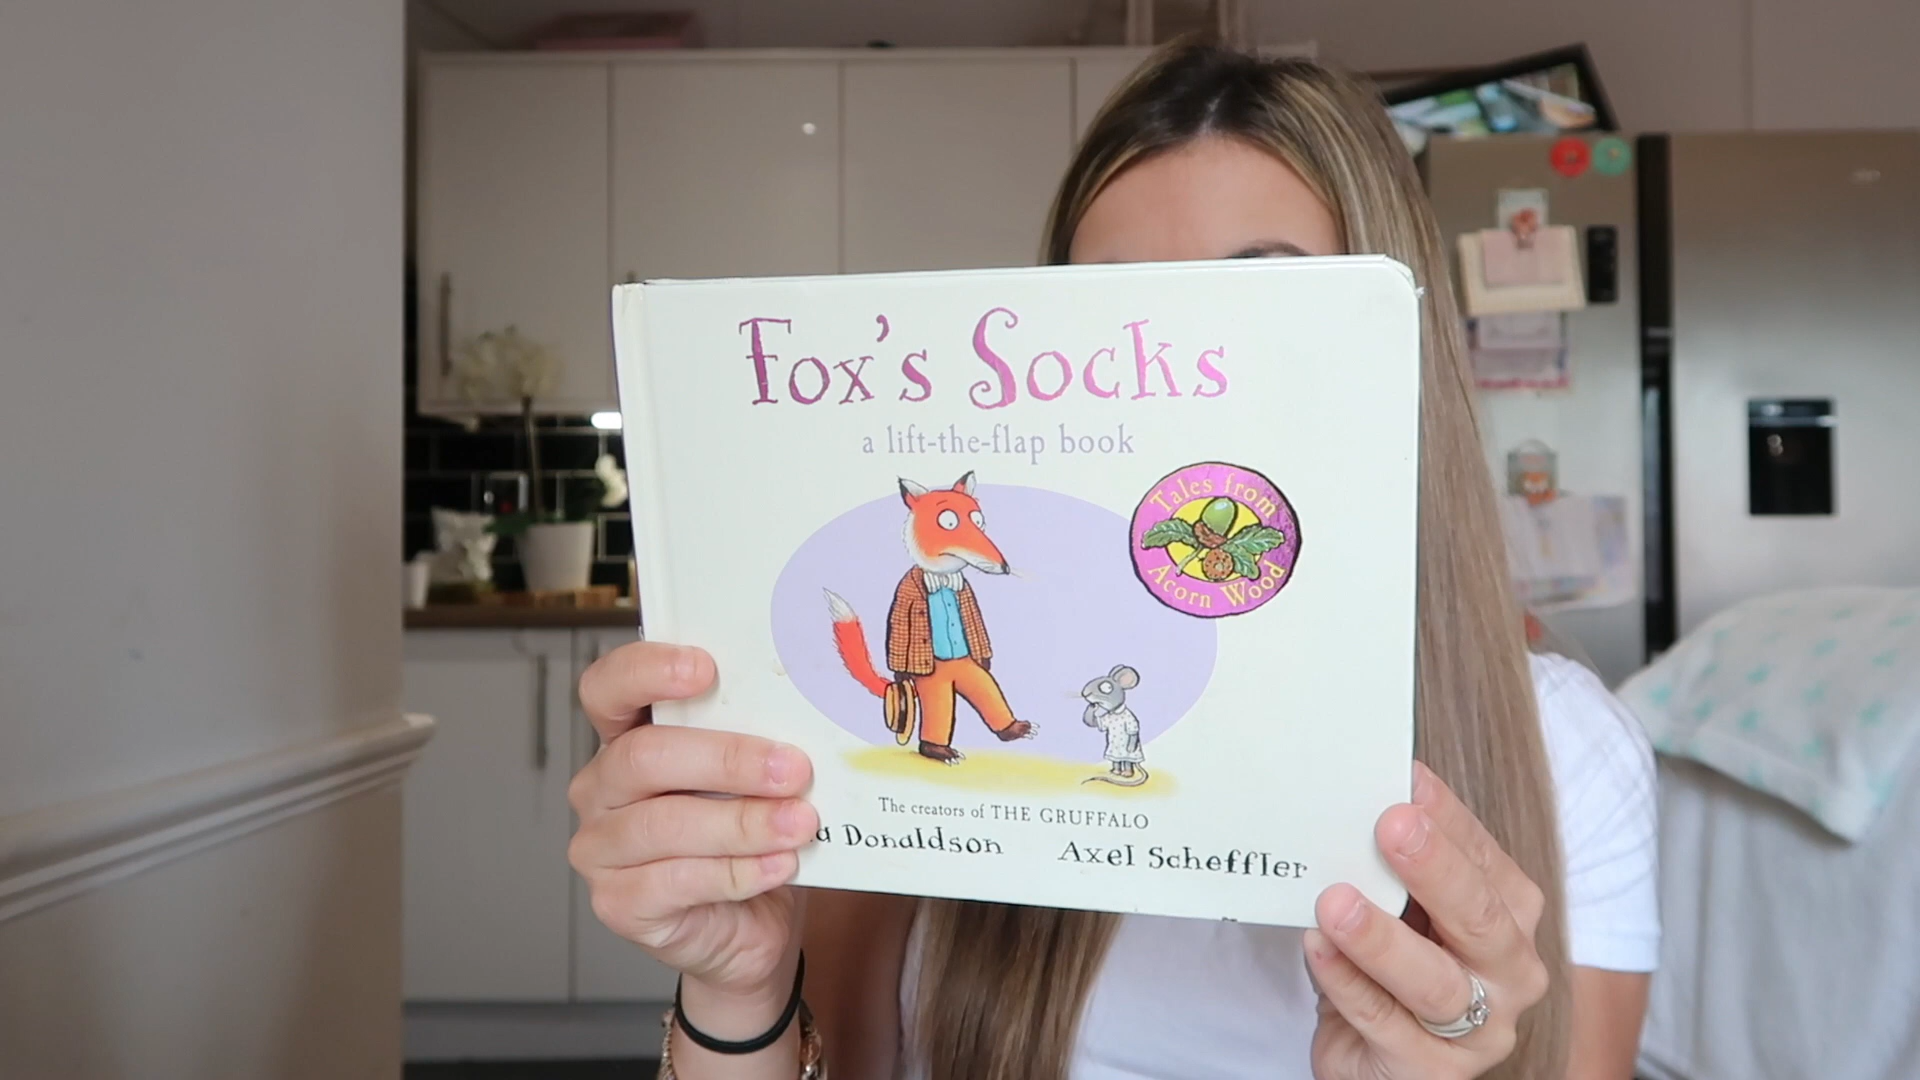 Fox's Socks
a lift-the-flap book
Tales from
Acorn Wood
The creators of THE GRUFFALO
Donaldson Axel Scheffler